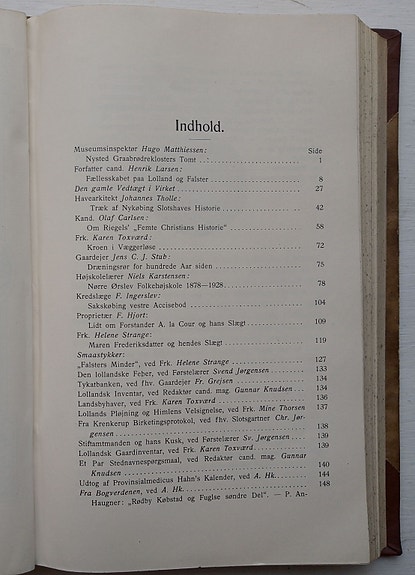 Indhold.
Museumsinspektør Hugo Matthiessen: Side
Nysted Graabrødreklosters Tomt 1
Forfatter cand. Henrik Larsen:
Fællesskabet paa Lolland og Falster 8
Den gamle Vedtægt i Virket 27
Havearkitekt Johannes Tholle:
Træk af Nykøbing Slotshaves Historie 42
Kand. Olaf Carlsen:
Om Riegels' „Femte Christians Historie“ 58
Frk. Karen Toxværd:
Kroen i Væggerløse 72
Gaardejer Jens C. J. Stub:
Dræningsrør for hundrede Aar siden 75
Højskolelærer Niels Karstensen:
Nørre Ørslev Folkehøjskole 1878—1928 78
Kredslæge F. Ingerslev:
Sakskøbing vestre Accisebod 104
Proprietær F. Hjort:
Lidt om Forstander A. la Cour og hans Slægt 109
Frk. Helene Strange:
Maren Frederiksdatter og hendes Slægt 119
Smaastykker:
„Falsters Minder“, ved Frk. Helene Strange 127
Den lollandske Feber, ved Førstelærer Svend Jørgensen 133
Tykatbanken, ved fhv. Gaardejer Fr. Grejsen 134
Lollandsk Inventar, ved Redaktør cand. mag. Gunnar Knudsen 134
Landsbyhaver, ved Frk. Karen Toxværd 136
Lollands Pløjning og Himlens Velsignelse, ved Frk. Mine Thorsen 137
Fra Krenkerup Birketingsprotokol, ved fhv. Slotsgartner Chr. Jør-
gensen 138
Stiftamtmanden og hans Kusk, ved Førstelærer Sv. Jørgensen 139
Lollandsk Gaardinventar, ved Frk. Karen Toxværd 139
Et Par Stednavnespørgsmaal, ved Redaktør cand. mag. Gunnar
Knudsen 140
Udtog af Provinsialmedicus Hahn's Kalender, ved A. Hk. 144
Fra Bogverdenen, ved A. Hk. 148
Haugner: „Rødby Købstad og Fuglse søndre Del“. — P. An-